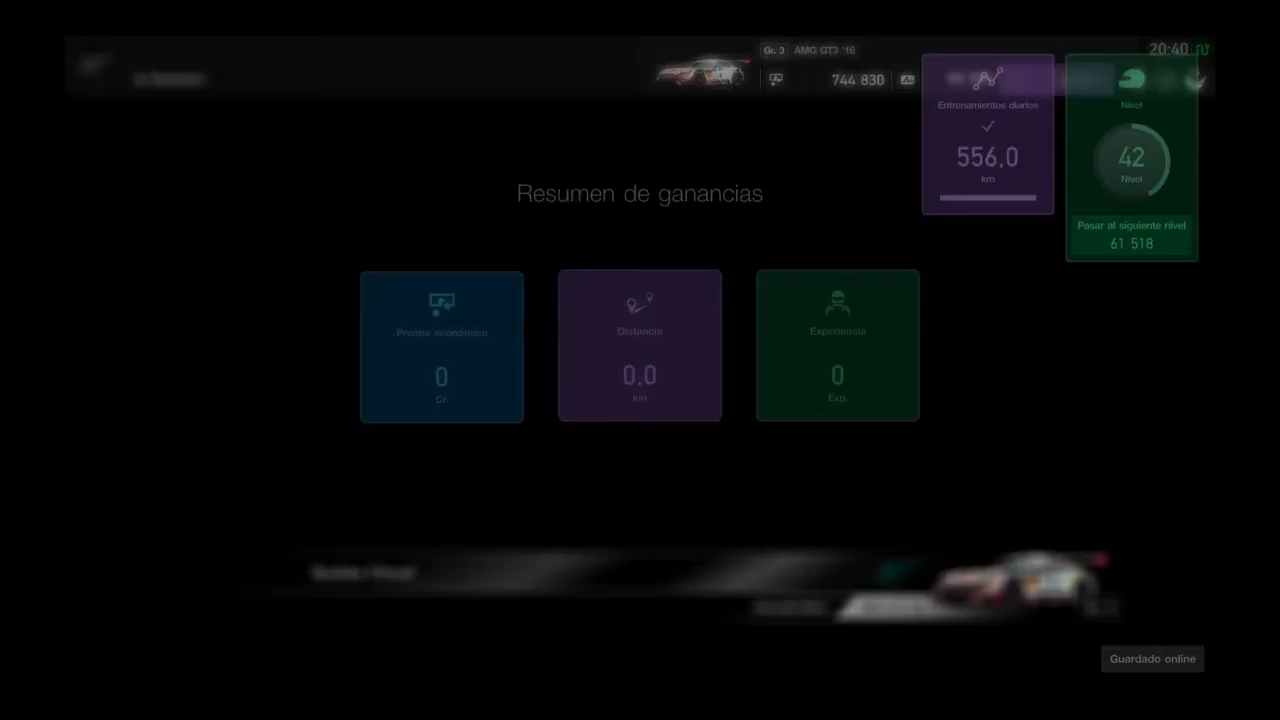 Gr. 3 AMG GT3 '16
20:40
744 830
Entrenamientos diarios
556,0
km
Nivel
42
Nivel
Pasar al siguiente nivel
61 518
Resumen de ganancias
Premio económico
0
Cr.
Distancia
0,0
km
Experiencia
0
Exp.
Guardado online